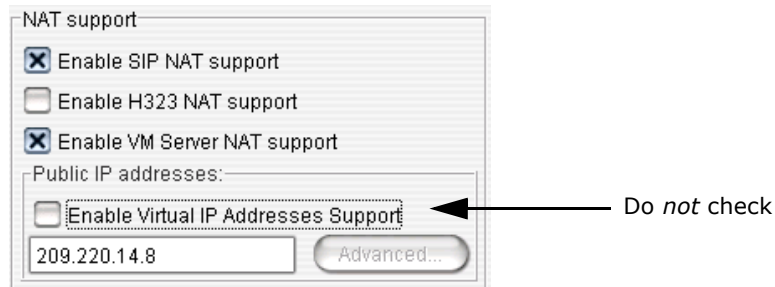 NAT support
Enable SIP NAT support
Enable H323 NAT support
Enable VM Server NAT support
Public IP addresses:
Enable Virtual IP Addresses Support
Do not check
209.220.14.8 Advanced...